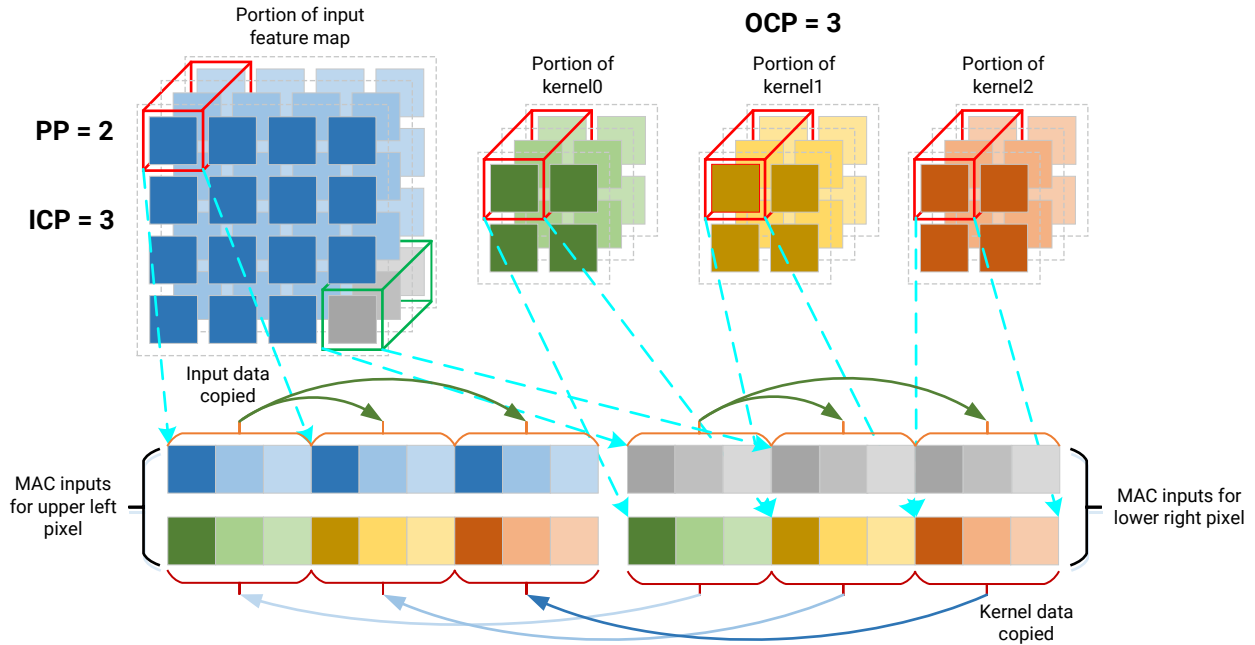 Portion of input
feature map
OCP = 3
Portion of
kernel0
Portion of
kernel1
Portion of
kernel2
PP = 2
ICP = 3
Input data
copied
MAC inputs
for upper left
pixel
MAC inputs for
lower right pixel
Kernel data
copied